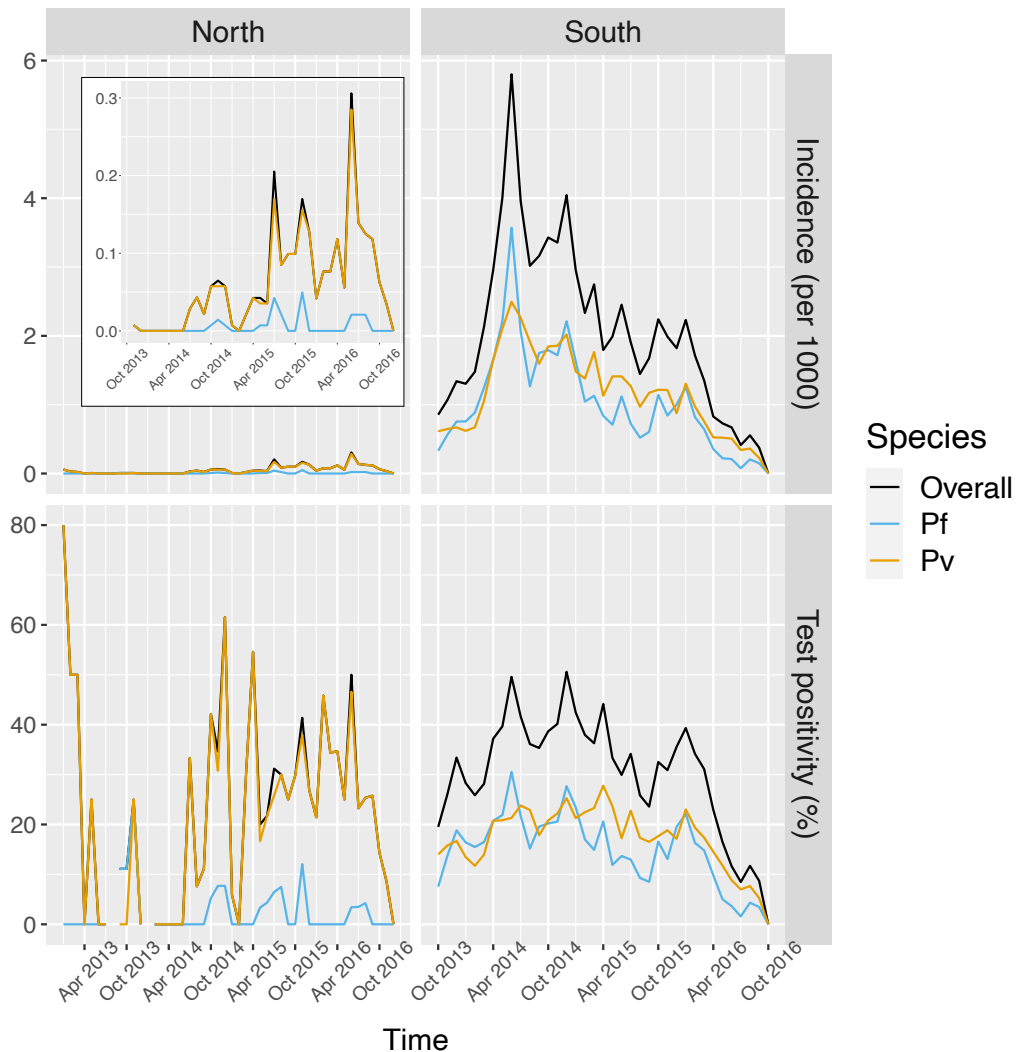 North
South
6
4
2
0
0.3
0.2
0.1
0.0
Oct 2013
Apr 2014
Oct 2014
Apr 2015
Oct 2015
Apr 2016
Oct 2016
Incidence (per 1000)
80
60
40
20
0
Test positivity (%)
Apr 2013
Oct 2013
Apr 2014
Oct 2014
Apr 2015
Oct 2015
Apr 2016
Oct 2016
Oct 2013
Apr 2014
Oct 2014
Apr 2015
Oct 2015
Apr 2016
Oct 2016
Time
Species
Overall
Pf
Pv